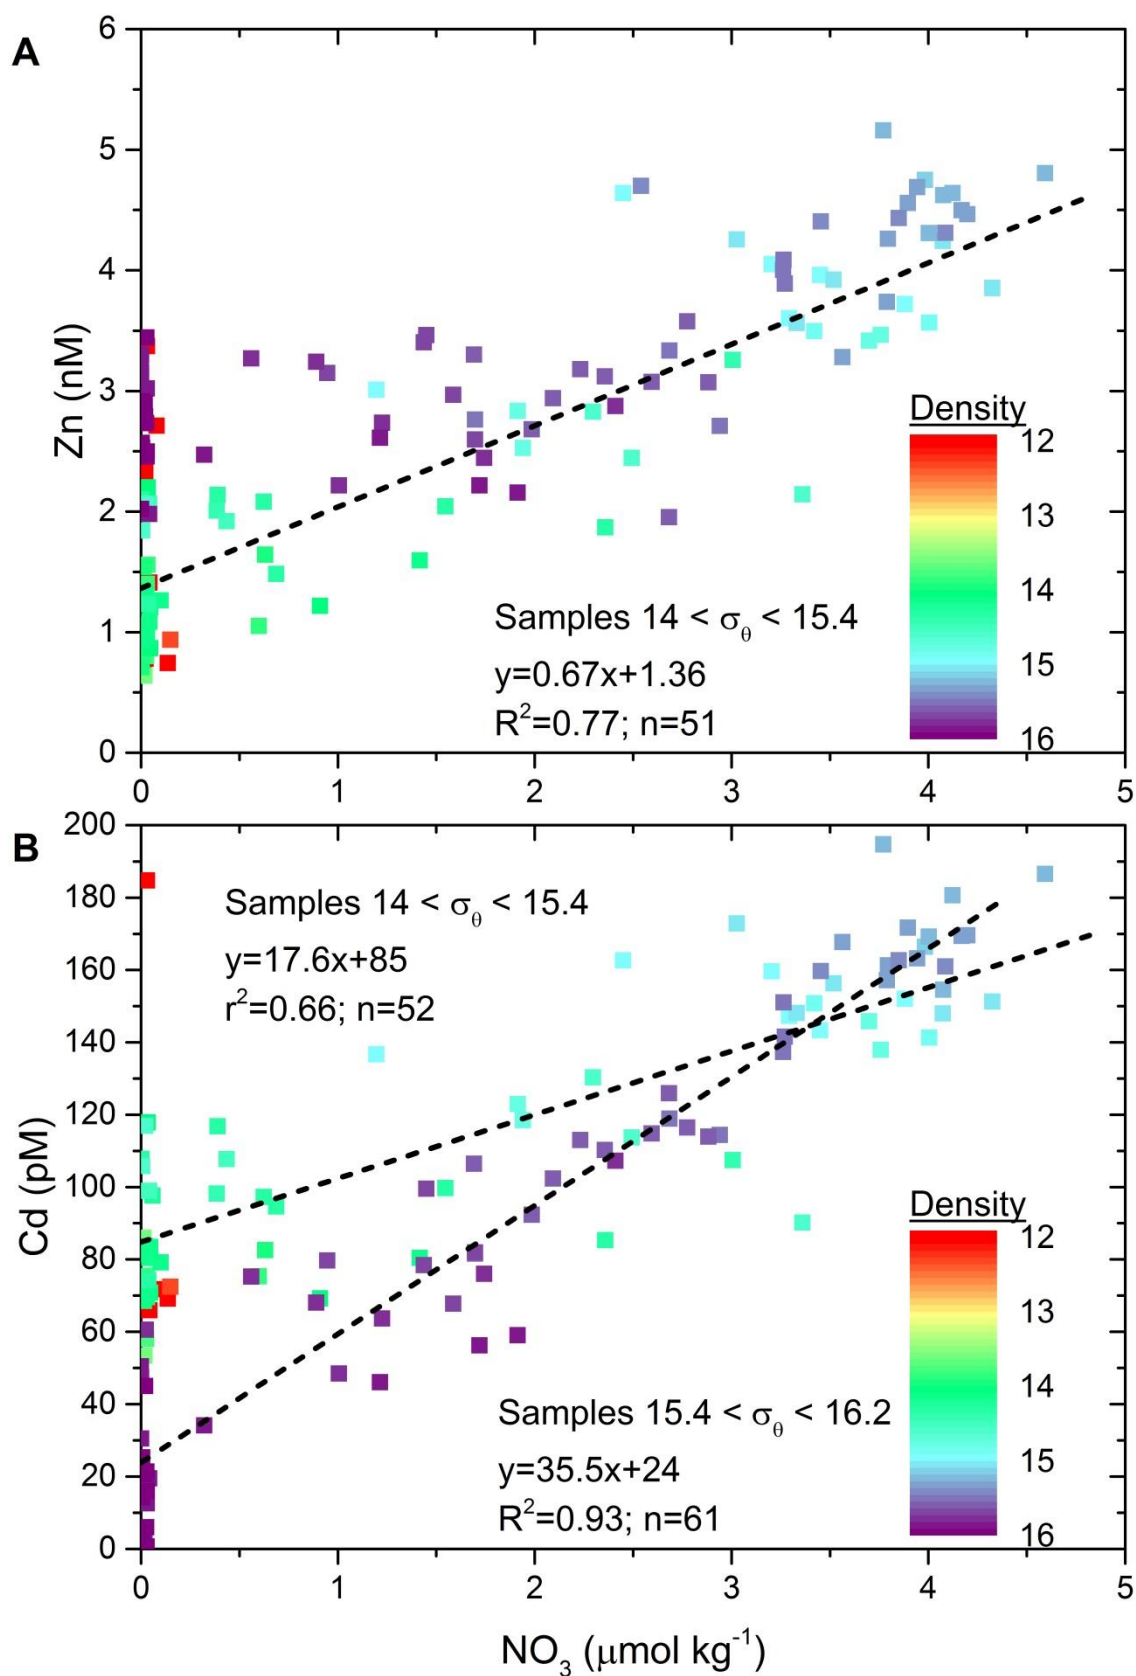 A
6
5
4
3
2
1
0
Zn (nM)
Density
12
13
14
15
16
Samples 14 < σθ < 15.4
y=0.67x+1.36
R²=0.77; n=51
0 1 2 3 4 5
B
200
180
160
140
120
100
80
60
40
20
0
Cd (pM)
Samples 14 < σθ < 15.4
y=17.6x+85
r²=0.66; n=52
Density
12
13
14
15
16
Samples 15.4 < σθ < 16.2
y=35.5x+24
R²=0.93; n=61
0 1 2 3 4 5
NO₃ (μmol kg⁻¹)